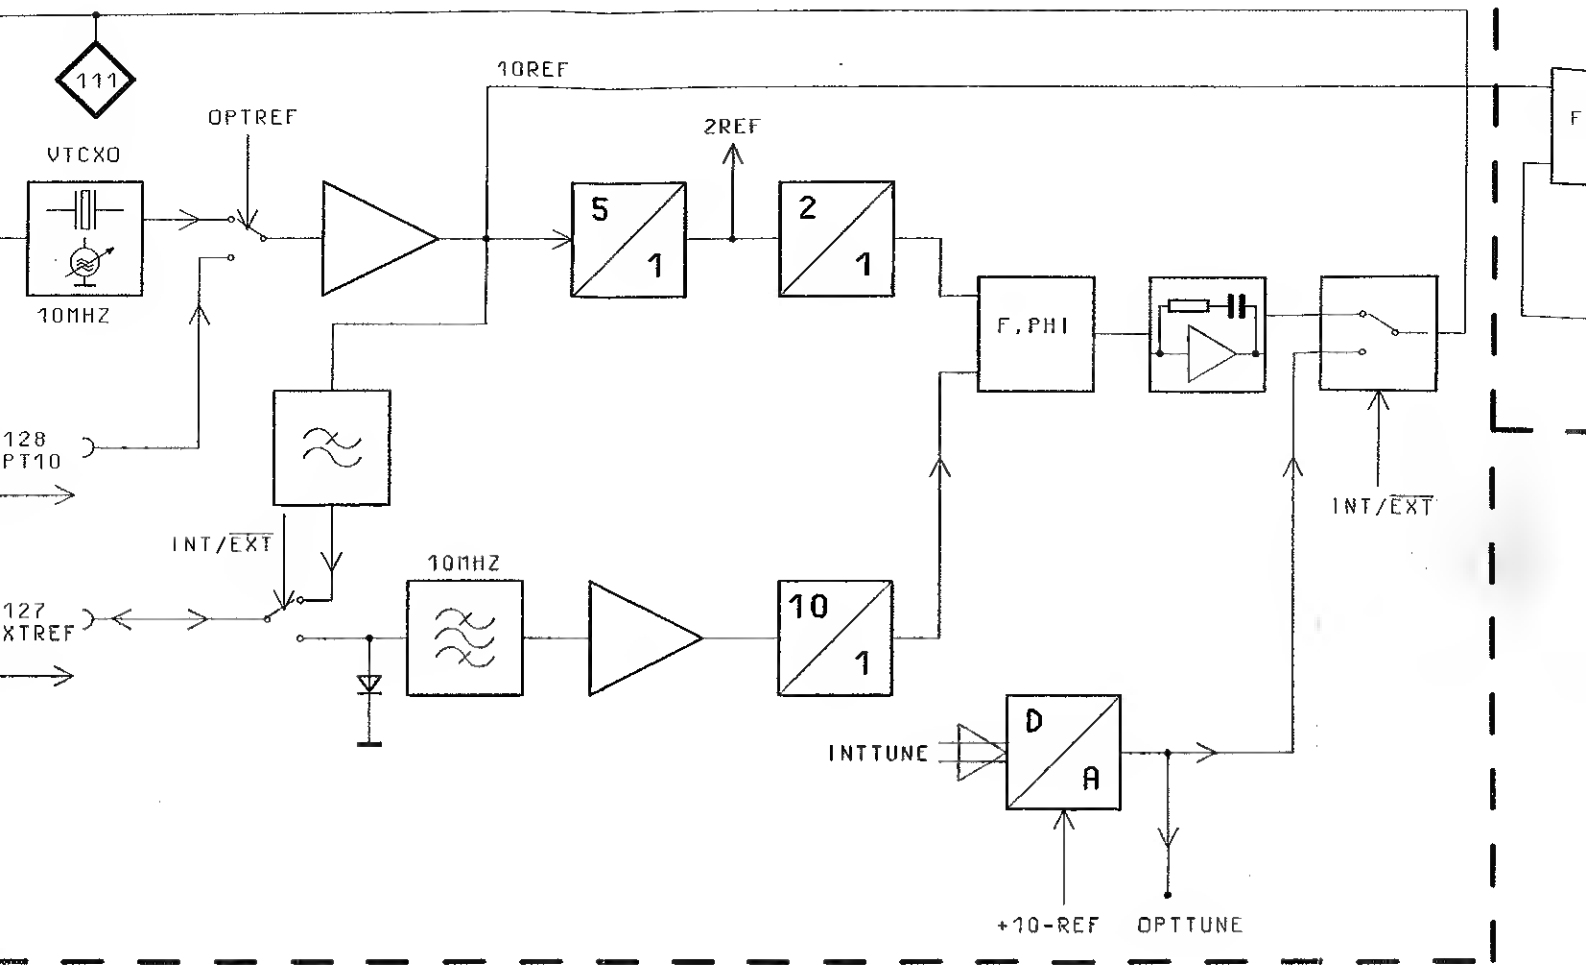 10REF
111
OPTREF
2REF
VTCXO
F
5
1
2
1
10MHZ
F,PHI
128
PT10
INT/EXT
INT/EXT
10MHZ
127
XTREF
10
1
D
A
INTTUNE
+10-REF
OPTTUNE